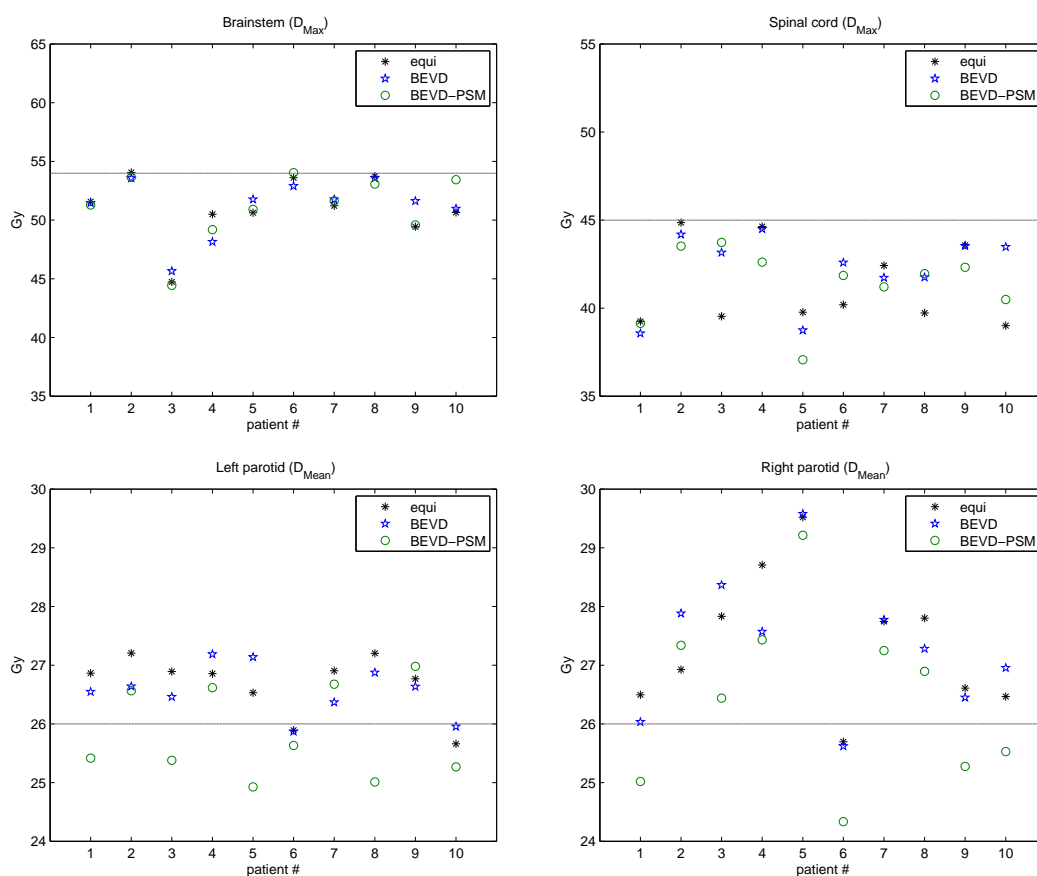 Brainstem (D_Max)
65
60
55
50
45
40
35
Gy
1 2 3 4 5 6 7 8 9 10
patient #
equi
BEVD
BEVD−PSM
Spinal cord (D_Max)
55
50
45
40
35
Gy
1 2 3 4 5 6 7 8 9 10
patient #
equi
BEVD
BEVD−PSM
Left parotid (D_Mean)
30
29
28
27
26
25
24
Gy
1 2 3 4 5 6 7 8 9 10
patient #
equi
BEVD
BEVD−PSM
Right parotid (D_Mean)
30
29
28
27
26
25
24
Gy
1 2 3 4 5 6 7 8 9 10
patient #
equi
BEVD
BEVD−PSM